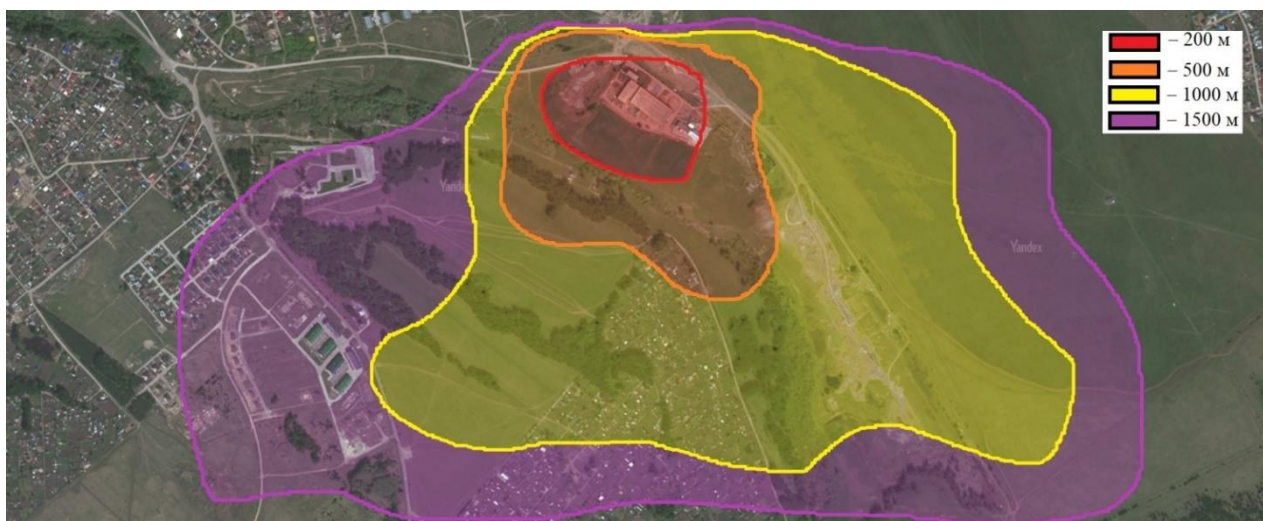 – 200 м
– 500 м
– 1000 м
– 1500 м
Yandex
Yandex